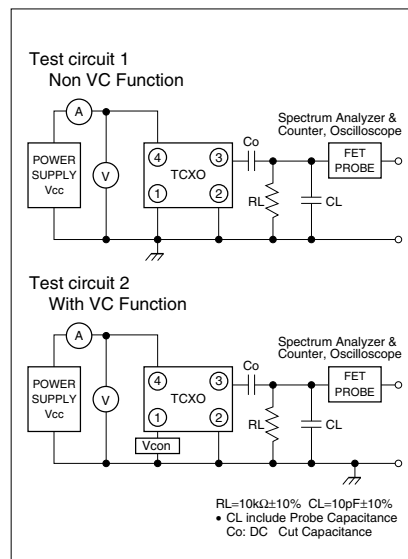 Test circuit 1
Non VC Function
A
POWER
SUPPLY
Vcc
V
4
3
TCXO
1
2
Co
RL
CL
Spectrum Analyzer &
Counter, Oscilloscope
FET
PROBE
Test circuit 2
With VC Function
A
POWER
SUPPLY
Vcc
V
4
3
TCXO
1
2
Vcon
Co
RL
CL
Spectrum Analyzer &
Counter, Oscilloscope
FET
PROBE
RL=10kΩ±10% CL=10pF±10%
• CL include Probe Capacitance
Co: DC Cut Capacitance